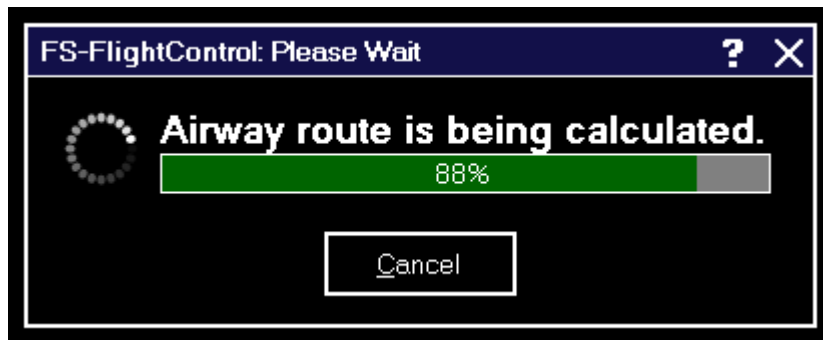 FS-FlightControl: Please Wait ? X
Airway route is being calculated.
88%
Cancel